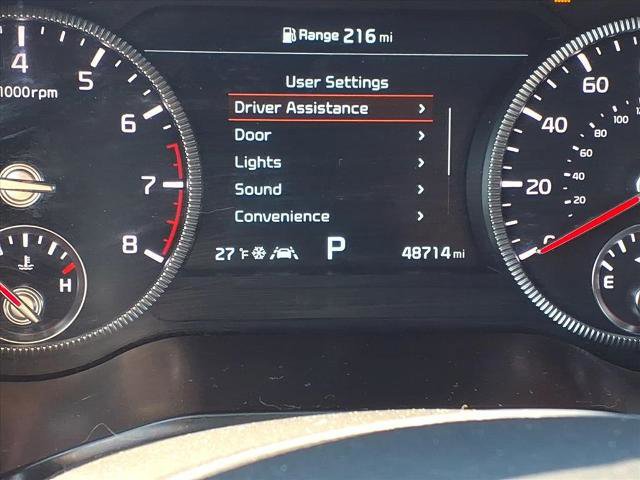 Range 216 mi
User Settings
Driver Assistance
Door
Lights
Sound
Convenience
27 °F P 48714 mi
4
5
6
7
8
1000rpm
H
60
40
20
0
100
80
60
40
20
E